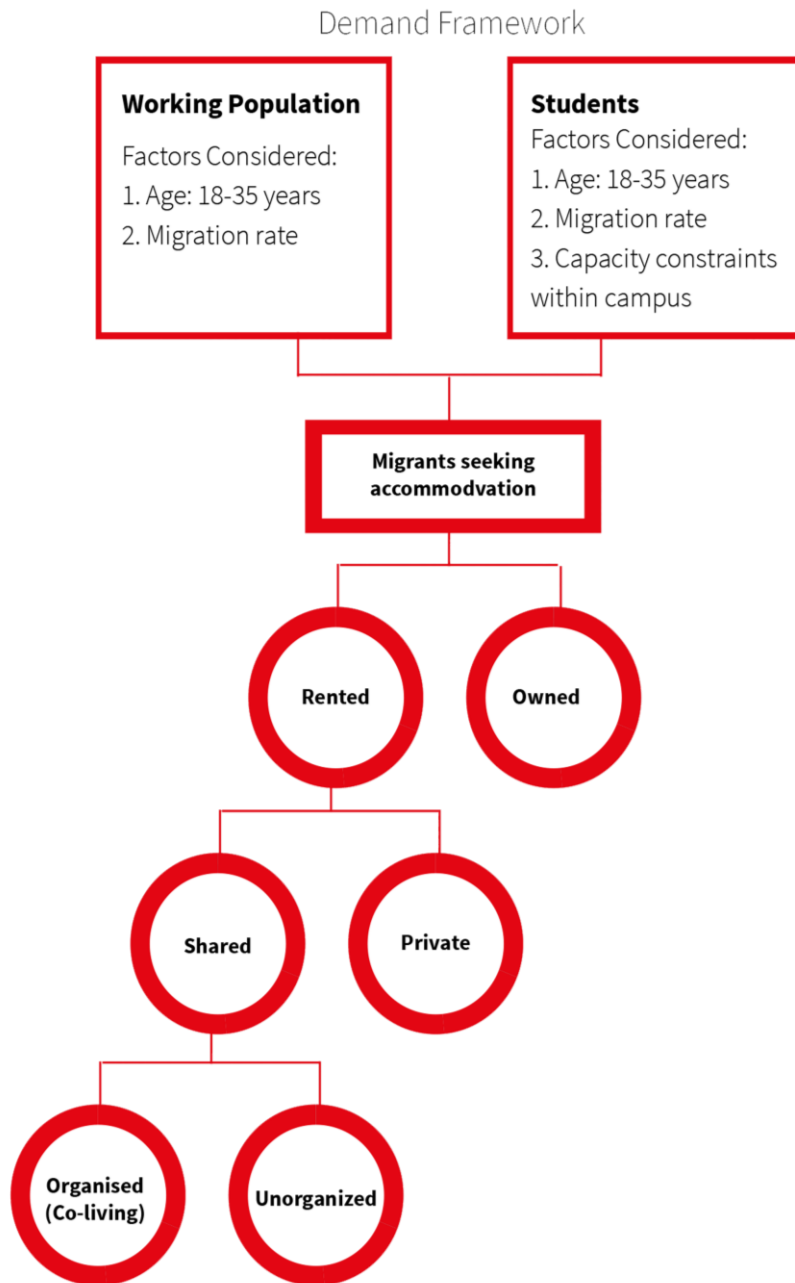 Demand Framework
Working Population
Factors Considered:
1. Age: 18-35 years
2. Migration rate
Students
Factors Considered:
1. Age: 18-35 years
2. Migration rate
3. Capacity constraints
within campus
Migrants seeking
accommodvation
Rented
Owned
Shared
Private
Organised
(Co-living)
Unorganized